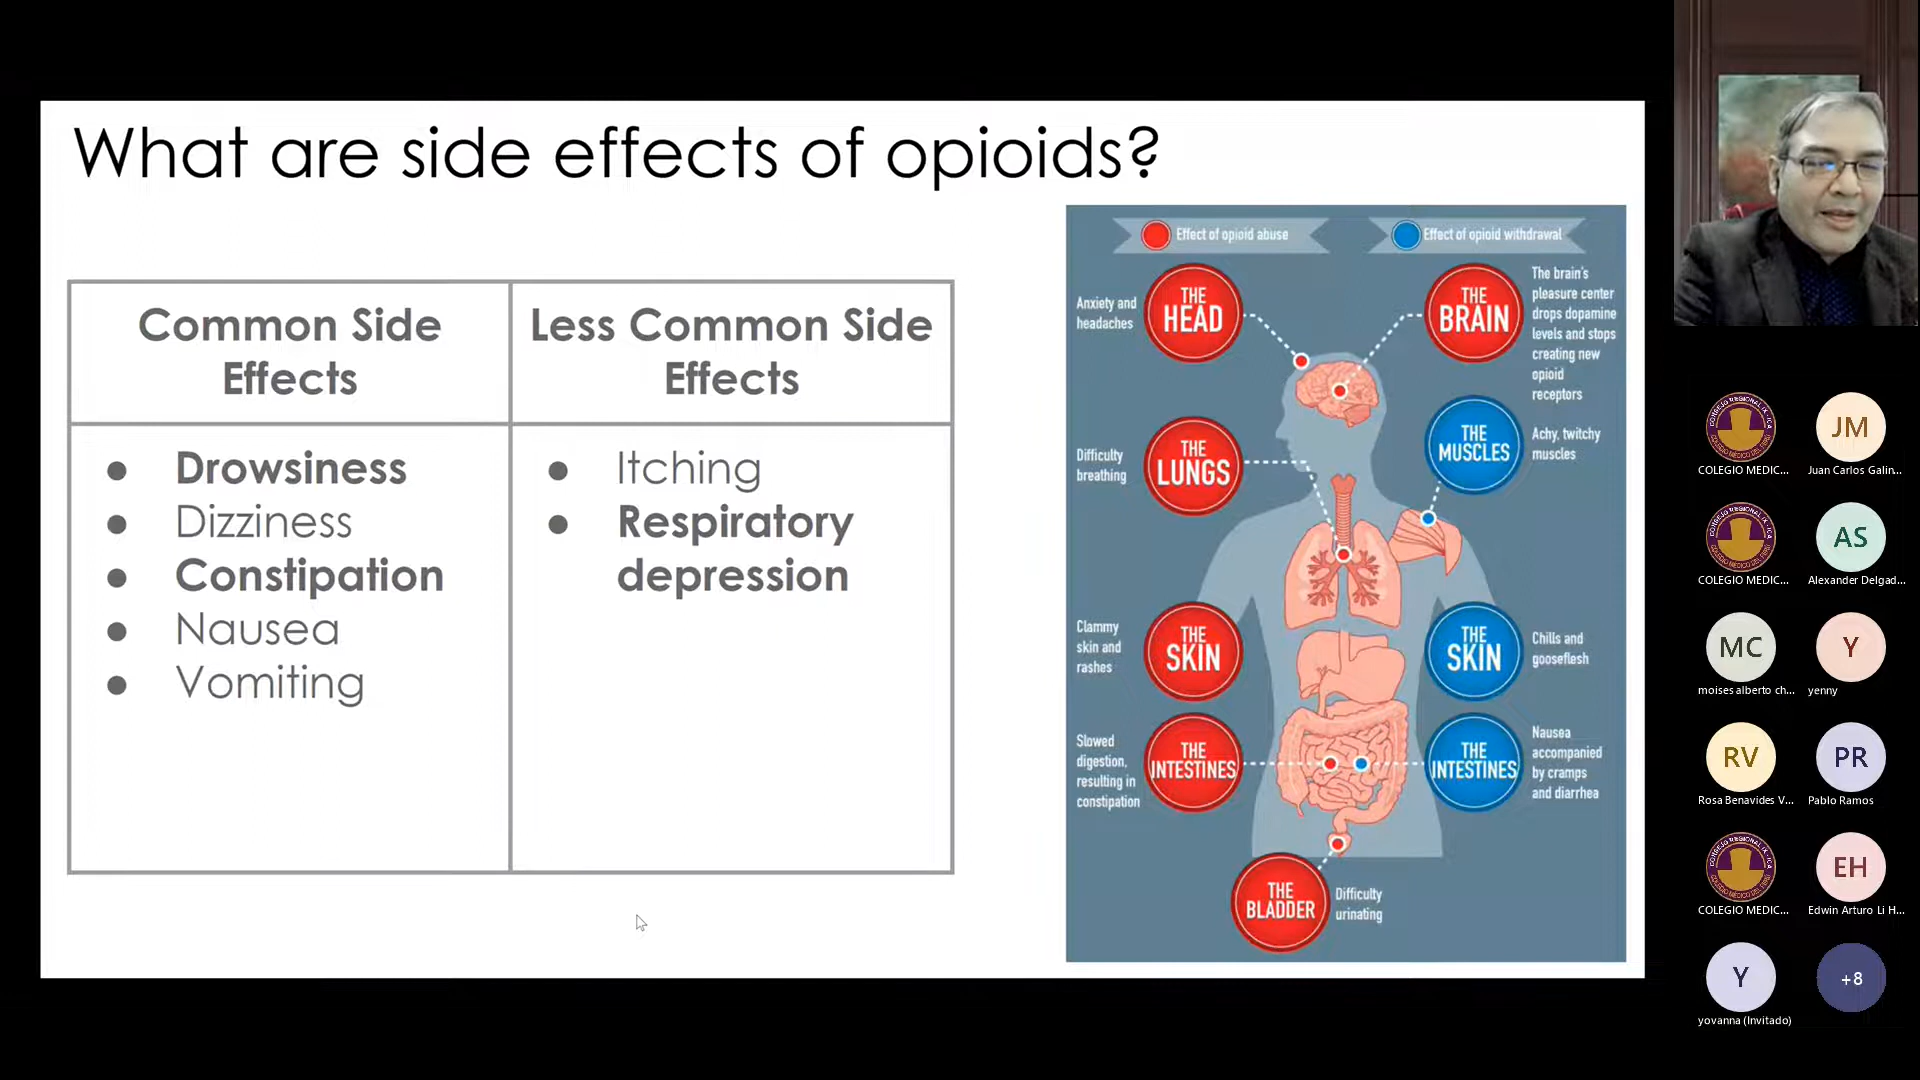 What are side effects of opioids?
Common Side
Effects
Less Common Side
Effects
● Drowsiness
● Dizziness
● Constipation
● Nausea
● Vomiting
● Itching
● Respiratory
depression
Effect of opioid abuse
Effect of opioid withdrawal
Anxiety and
headaches
THE
HEAD
THE
BRAIN
The brain's
pleasure center
drops dopamine
levels and stops
creating new
opioid
receptors
Difficulty
breathing
THE
LUNGS
THE
MUSCLES
Achy, twitchy
muscles
Clammy
skin and
rashes
THE
SKIN
THE
SKIN
Chills and
gooseflesh
Slowed
digestion,
resulting in
constipation
THE
INTESTINES
THE
INTESTINES
Nausea
accompanied
by cramps
and diarrhea
THE
BLADDER
Difficulty
urinating
COLEGIO MEDIC...
JM
Juan Carlos Galin...
COLEGIO MEDIC...
AS
Alexander Delgad...
MC
moises alberto ch...
Y
yenny
RV
Rosa Benavides V...
PR
Pablo Ramos
COLEGIO MEDIC...
EH
Edwin Arturo Li H...
Y
yovanna (Invitado)
+8